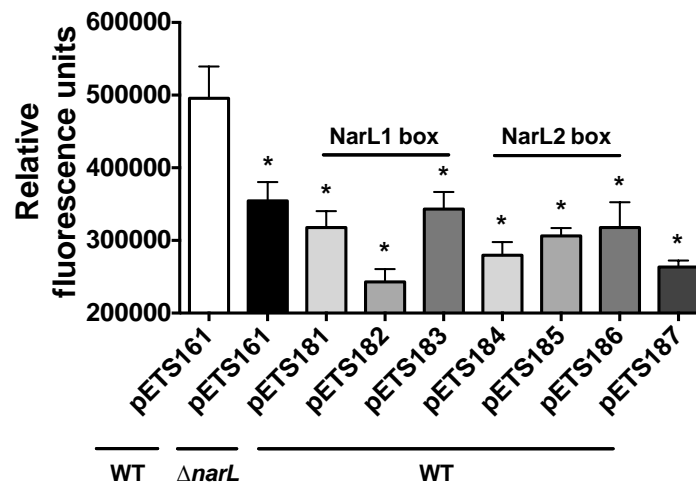 Relative
fluorescence units
600000
500000
400000
300000
200000
NarL1 box
NarL2 box
*
*
*
*
*
*
*
*
pETS161
pETS161
pETS181
pETS182
pETS183
pETS184
pETS185
pETS186
pETS187
WT
ΔnarL
WT